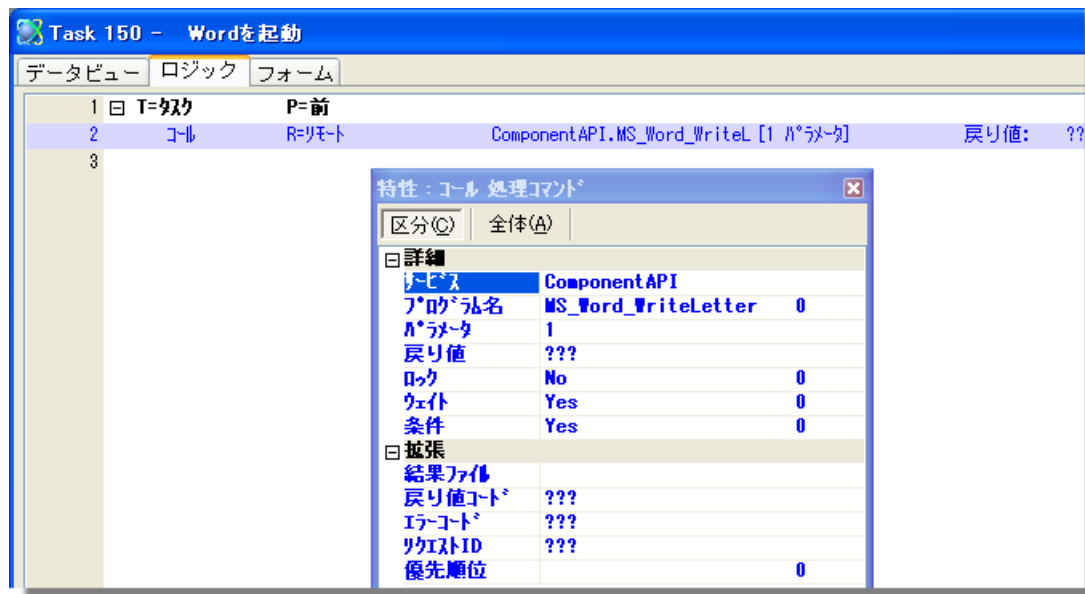 Task 150 - Wordを起動
データビュー ロジック フォーム
1 T=ﾀｽｸ P=前
2 ｺｰﾙ R=ﾘﾓｰﾄ ComponentAPI.MS_Word_WriteL [1 ﾊﾟﾗﾒｰﾀ] 戻り値: ??
3
特性：ｺｰﾙ 処理ｺﾏﾝﾄﾞ
区分(C) 全体(A)
詳細
ｻｰﾋﾞｽ ComponentAPI
ﾌﾟﾛｸﾞﾗﾑ名 MS_Word_WriteLetter 0
ﾊﾟﾗﾒｰﾀ 1
戻り値 ???
ﾛｯｸ No 0
ｳｪｲﾄ Yes 0
条件 Yes 0
拡張
結果ﾌｧｲﾙ
戻り値ｺｰﾄﾞ ???
ｴﾗｰｺｰﾄﾞ ???
ﾘｸｴｽﾄID ???
優先順位 0